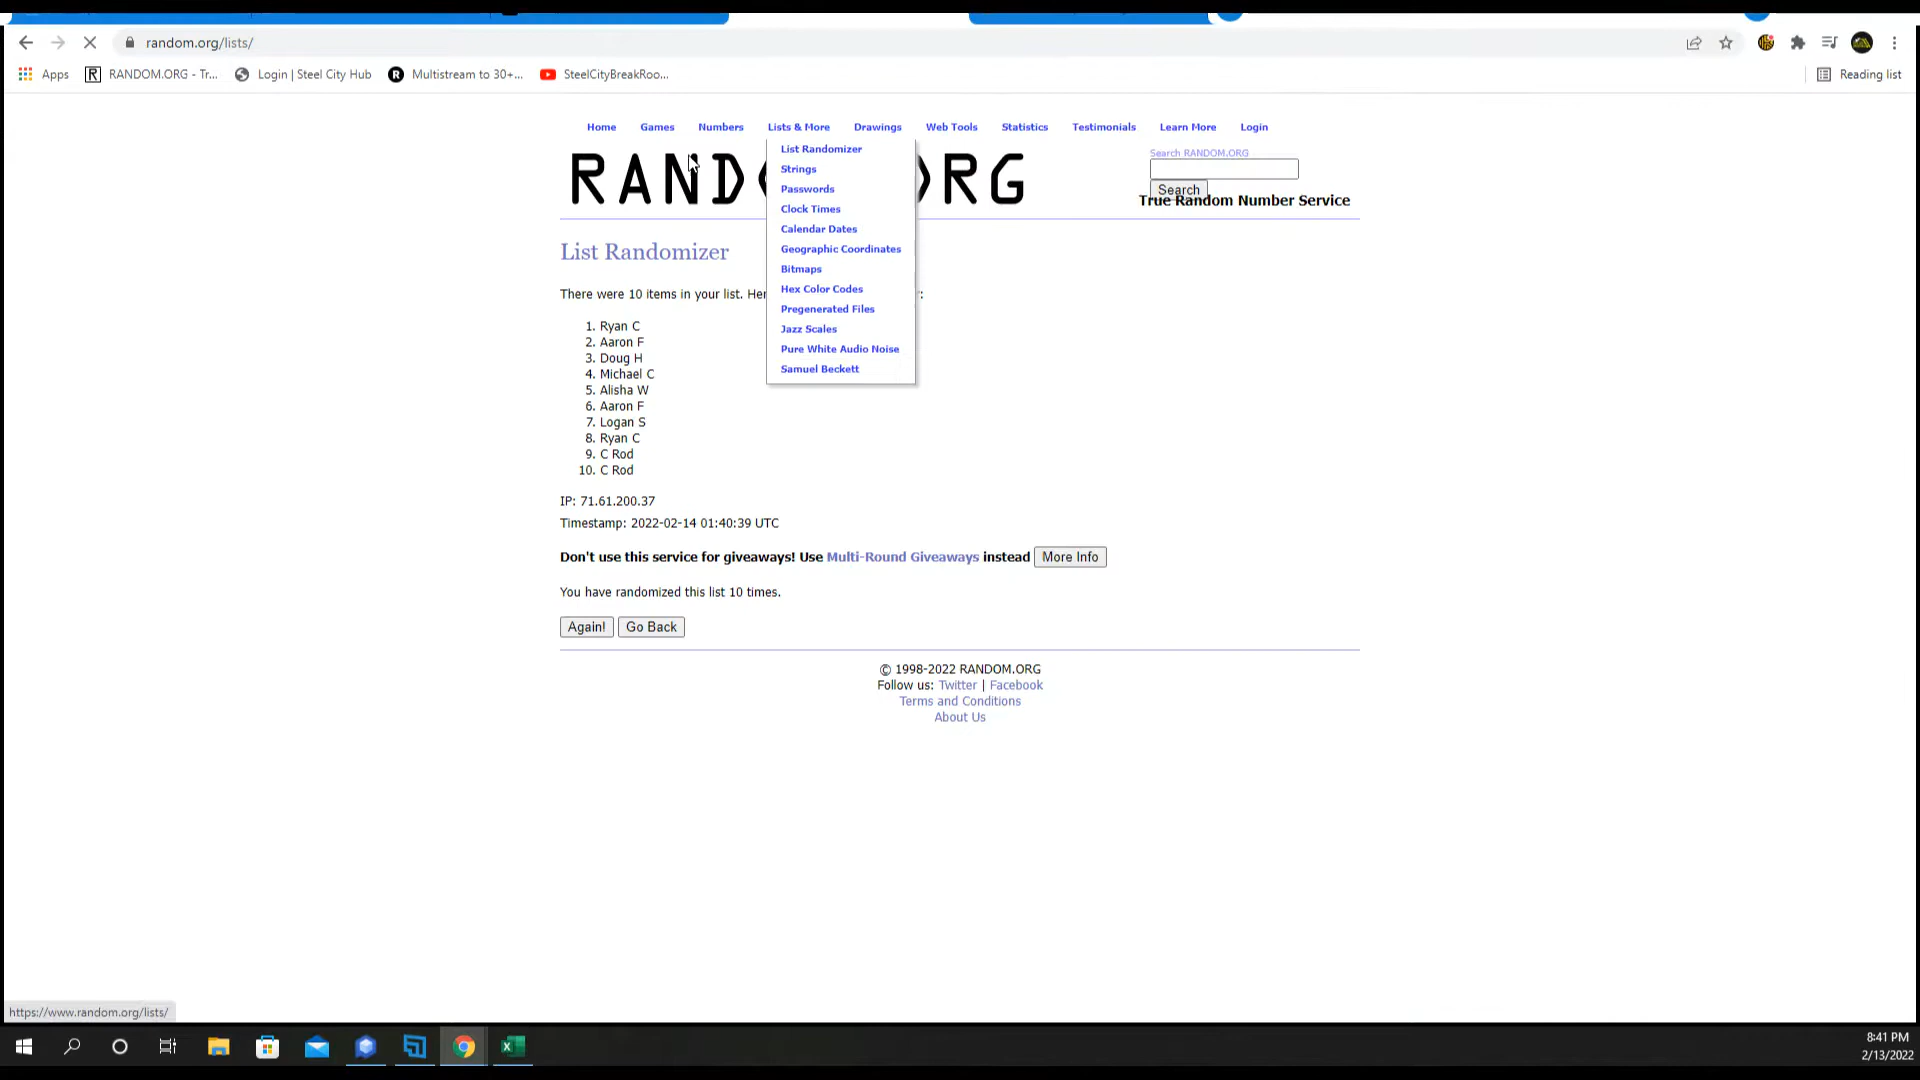 random.org/lists/
Apps RANDOM.ORG - Tr... Login | Steel City Hub Multistream to 30+... SteelCityBreakRoo... Reading list
Home Games Numbers Lists & More Drawings Web Tools Statistics Testimonials Learn More Login
List Randomizer
Strings
Passwords
Clock Times
Calendar Dates
Geographic Coordinates
Bitmaps
Hex Color Codes
Pregenerated Files
Jazz Scales
Pure White Audio Noise
Samuel Beckett
RAND RG
Search RANDOM.ORG
Search
True Random Number Service
List Randomizer
There were 10 items in your list. :
1. Ryan C
2. Aaron F
3. Doug H
4. Michael C
5. Alisha W
6. Aaron F
7. Logan S
8. Ryan C
9. C Rod
10. C Rod
IP: 71.61.200.37
Timestamp: 2022-02-14 01:40:39 UTC
Don't use this service for giveaways! Use Multi-Round Giveaways instead More Info
You have randomized this list 10 times.
Again! Go Back
© 1998-2022 RANDOM.ORG
Follow us: Twitter | Facebook
Terms and Conditions
About Us
https://www.random.org/lists/
8:41 PM
2/13/2022